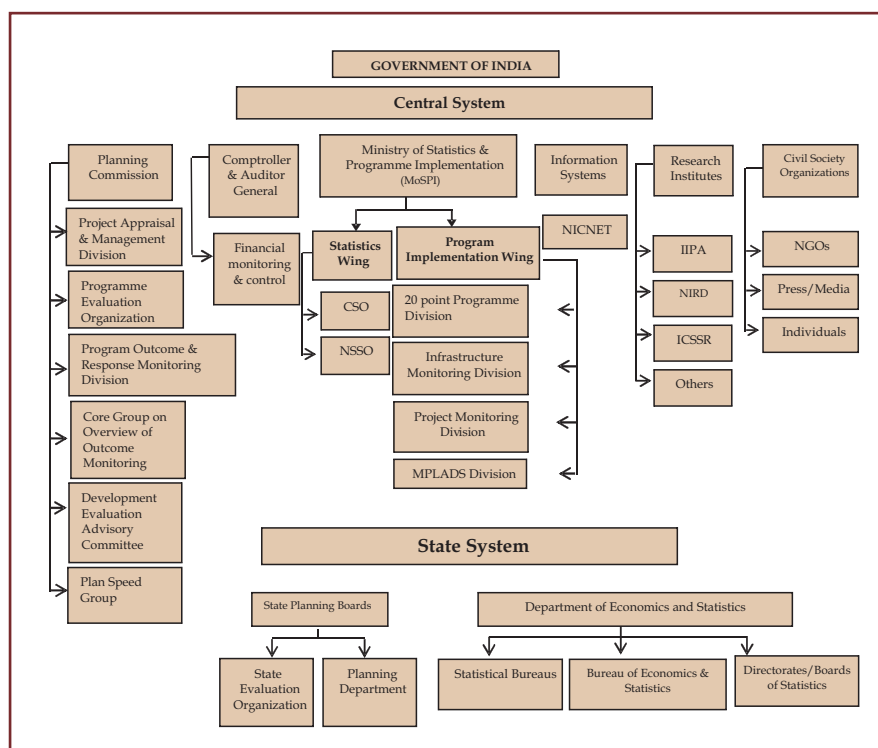 GOVERNMENT OF INDIA
Central System
Planning
Commission
Project Appraisal
& Management
Division
Programme
Evaluation
Organization
Program Outcome &
Response Monitoring
Division
Core Group on
Overview of
Outcome
Monitoring
Development
Evaluation
Advisory
Committee
Plan Speed
Group
Comptroller
& Auditor
General
Financial
monitoring
& control
Ministry of Statistics &
Programme Implementation
(MoSPI)
Statistics
Wing
CSO
NSSO
Program
Implementation Wing
20 point Programme
Division
Infrastructure
Monitoring Division
Project Monitoring
Division
MPLADS Division
Information
Systems
NICNET
Research
Institutes
IIPA
NIRD
ICSSR
Others
Civil Society
Organizations
NGOs
Press/Media
Individuals
State System
State Planning Boards
State
Evaluation
Organization
Planning
Department
Department of Economics and Statistics
Statistical Bureaus
Bureau of Economics &
Statistics
Directorates/Boards
of Statistics